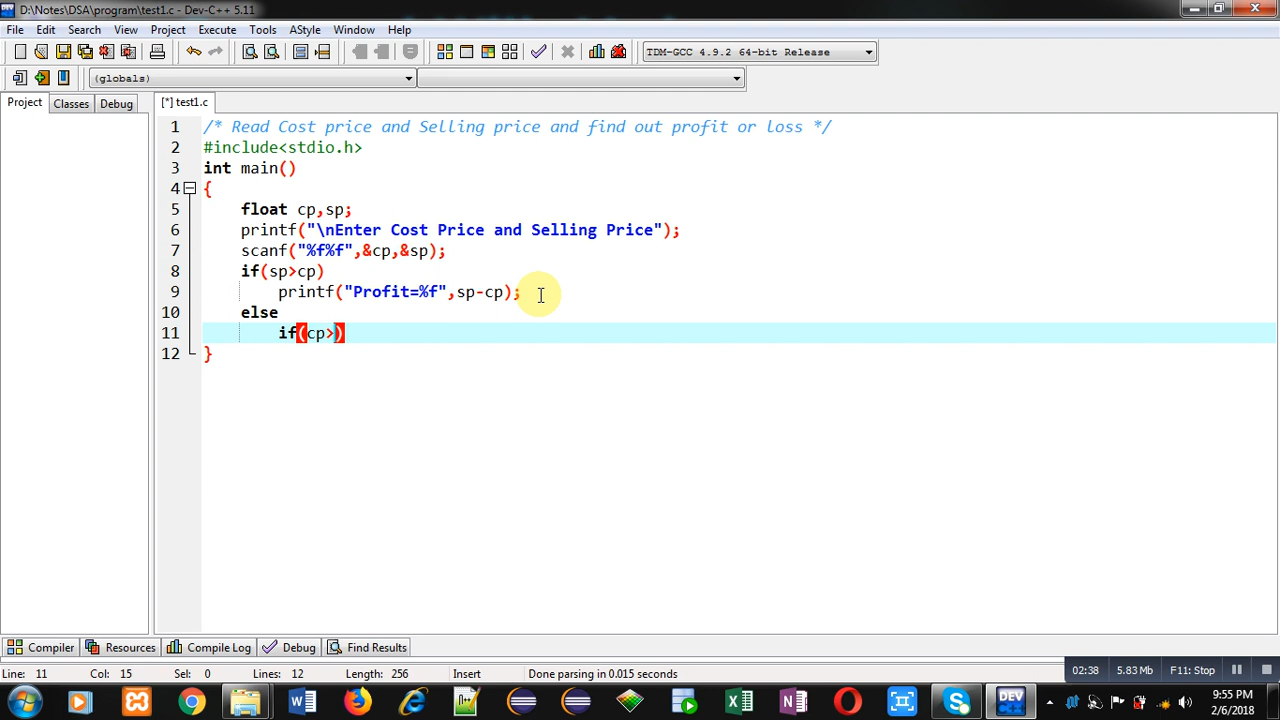 D:\Notes\DSA\program\test1.c - Dev-C++ 5.11
File Edit Search View Project Execute Tools AStyle Window Help
TDM-GCC 4.9.2 64-bit Release
(globals)
Project Classes Debug [*] test1.c
1 /* Read Cost price and Selling price and find out profit or loss */
2 #include<stdio.h>
3 int main()
4 {
5 float cp,sp;
6 printf("\nEnter Cost Price and Selling Price");
7 scanf("%f%f",&cp,&sp);
8 if(sp>cp)
9 printf("Profit=%f",sp-cp);
10 else
11 if(cp>)
12 }
Compiler Resources Compile Log Debug Find Results
Line: 11 Col: 15 Sel: 0 Lines: 12 Length: 256 Insert Done parsing in 0.015 seconds
02:38 5.83 Mb F11: Stop
9:55 PM
2/6/2018